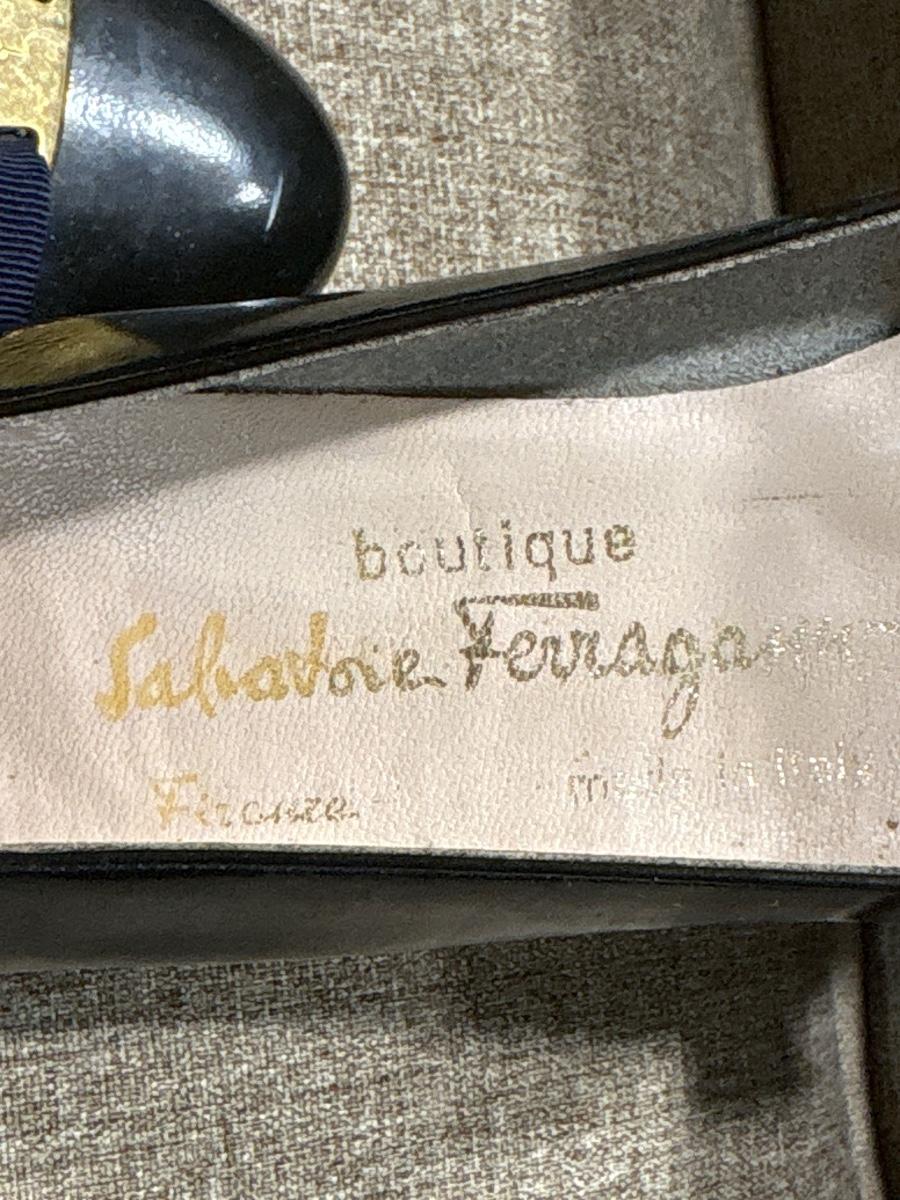 boutique
Salvatore Ferragamo
Firenze
made in Italy